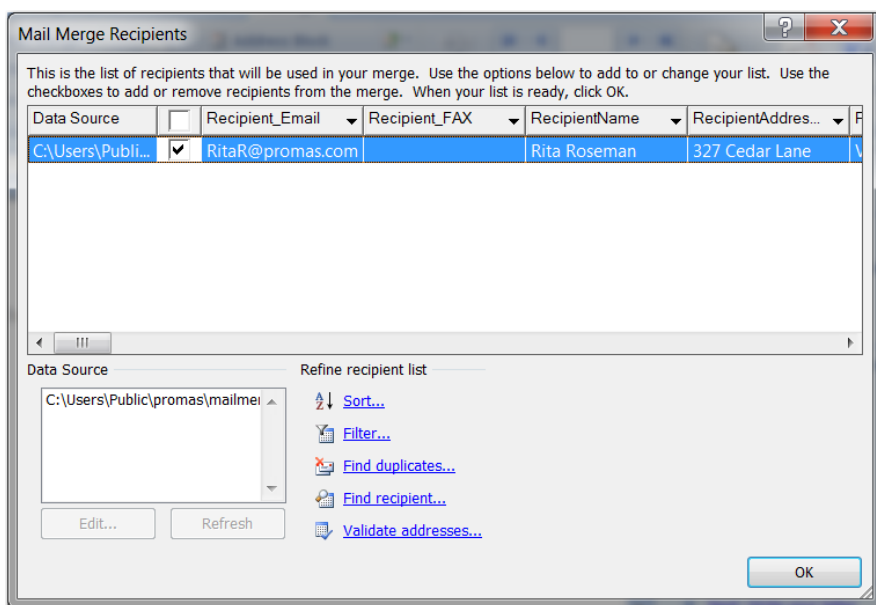 Mail Merge Recipients
This is the list of recipients that will be used in your merge. Use the options below to add to or change your list. Use the
checkboxes to add or remove recipients from the merge. When your list is ready, click OK.
Data Source Recipient_Email Recipient_FAX RecipientName RecipientAddres...
C:\Users\Publi... RitaR@promas.com Rita Roseman 327 Cedar Lane
Data Source Refine recipient list
C:\Users\Public\promas\mailmer
Sort...
Filter...
Find duplicates...
Find recipient...
Edit... Refresh
Validate addresses...
OK